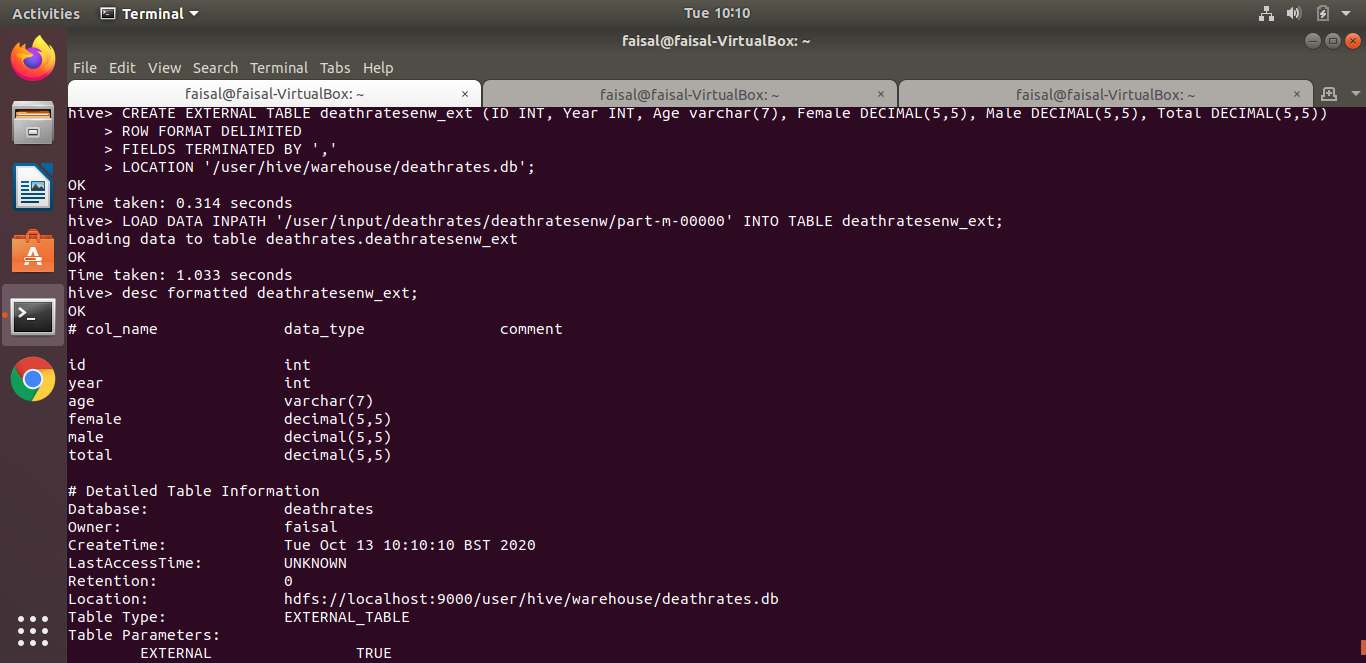 Activities Terminal Tue 10:10
faisal@faisal-VirtualBox: ~
File Edit View Search Terminal Tabs Help
faisal@faisal-VirtualBox: ~ × faisal@faisal-VirtualBox: ~ × faisal@faisal-VirtualBox: ~ ×
hive> CREATE EXTERNAL TABLE deathratesenw_ext (ID INT, Year INT, Age varchar(7), Female DECIMAL(5,5), Male DECIMAL(5,5), Total DECIMAL(5,5))
> ROW FORMAT DELIMITED
> FIELDS TERMINATED BY ','
> LOCATION '/user/hive/warehouse/deathrates.db';
OK
Time taken: 0.314 seconds
hive> LOAD DATA INPATH '/user/input/deathrates/deathratesenw/part-m-00000' INTO TABLE deathratesenw_ext;
Loading data to table deathrates.deathratesenw_ext
OK
Time taken: 1.033 seconds
hive> desc formatted deathratesenw_ext;
OK
# col_name data_type comment
id int
year int
age varchar(7)
female decimal(5,5)
male decimal(5,5)
total decimal(5,5)
# Detailed Table Information
Database: deathrates
Owner: faisal
CreateTime: Tue Oct 13 10:10:10 BST 2020
LastAccessTime: UNKNOWN
Retention: 0
Location: hdfs://localhost:9000/user/hive/warehouse/deathrates.db
Table Type: EXTERNAL_TABLE
Table Parameters:
EXTERNAL TRUE